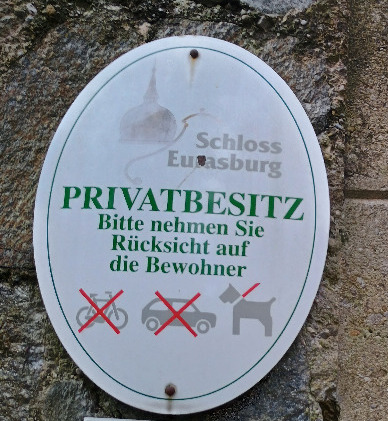 Schloss
Eurasburg
PRIVATBESITZ
Bitte nehmen Sie
Rücksicht auf
die Bewohner